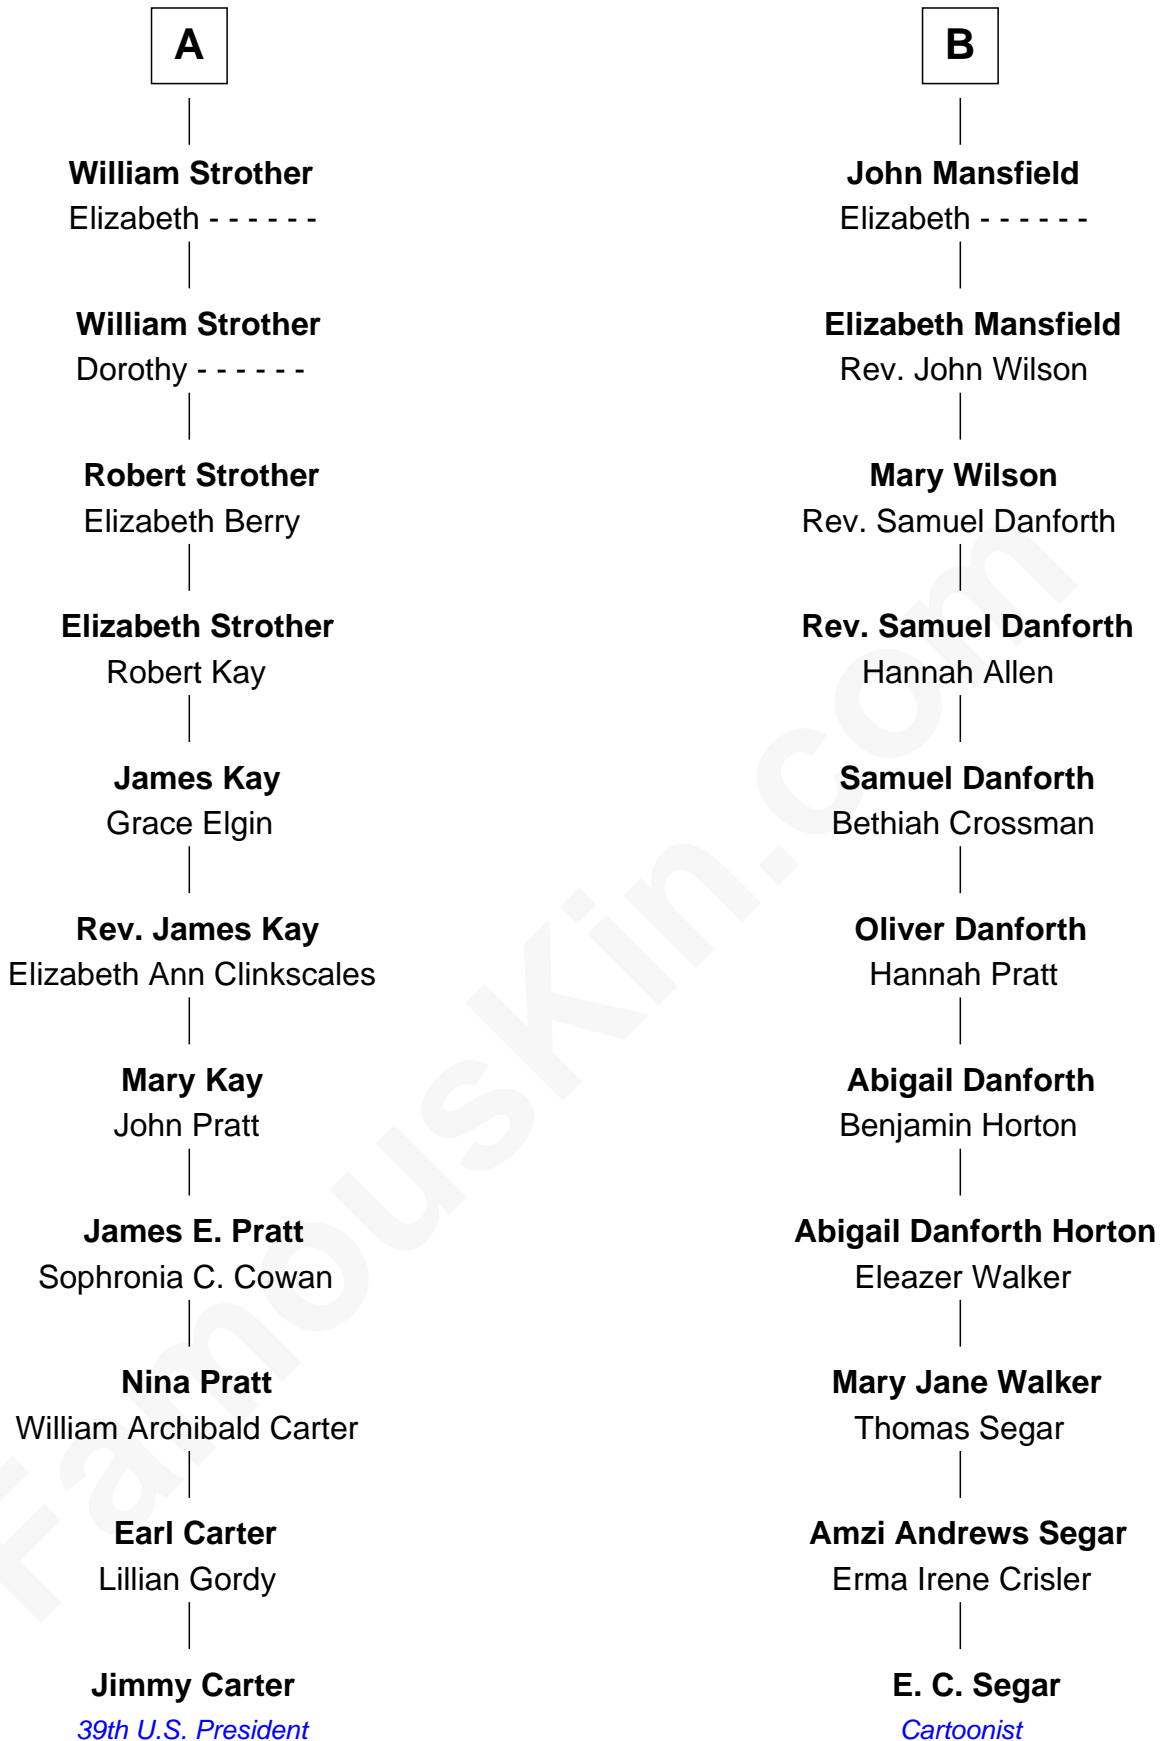 A
William Strother
Elizabeth - - - - - -
William Strother
Dorothy - - - - - -
Robert Strother
Elizabeth Berry
Elizabeth Strother
Robert Kay
James Kay
Grace Elgin
Rev. James Kay
Elizabeth Ann Clinkscales
Mary Kay
John Pratt
James E. Pratt
Sophronia C. Cowan
Nina Pratt
William Archibald Carter
Earl Carter
Lillian Gordy
Jimmy Carter
39th U.S. President
B
John Mansfield
Elizabeth - - - - - -
Elizabeth Mansfield
Rev. John Wilson
Mary Wilson
Rev. Samuel Danforth
Rev. Samuel Danforth
Hannah Allen
Samuel Danforth
Bethiah Crossman
Oliver Danforth
Hannah Pratt
Abigail Danforth
Benjamin Horton
Abigail Danforth Horton
Eleazer Walker
Mary Jane Walker
Thomas Segar
Amzi Andrews Segar
Erma Irene Crisler
E. C. Segar
Cartoonist
FamousKin.com